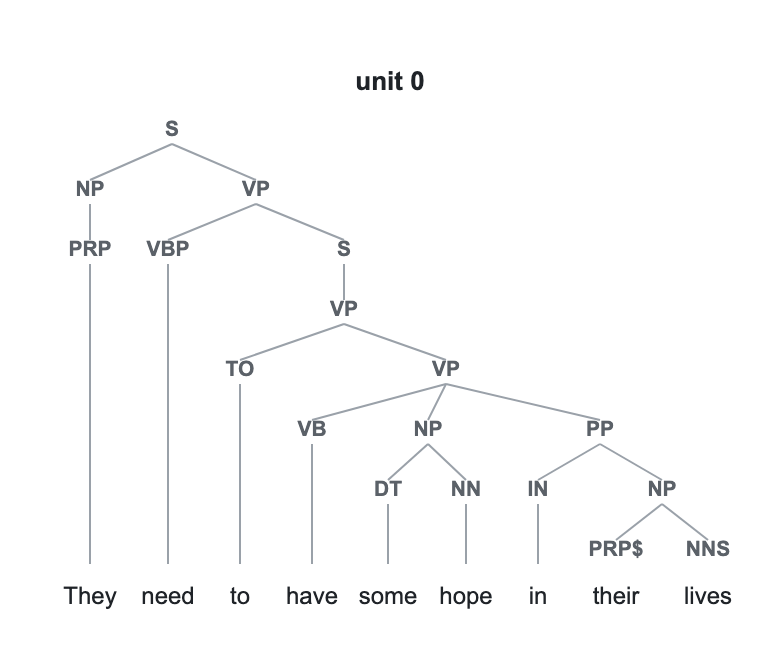 unit 0
S
NP VP
PRP VBP S
VP
TO VP
VB NP PP
DT NN IN NP
PRP$ NNS
They need to have some hope in their lives